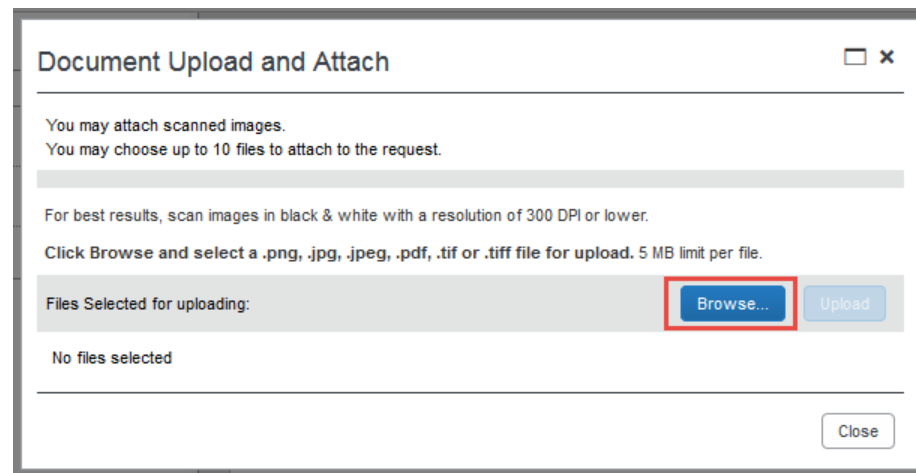 Document Upload and Attach
You may attach scanned images.
You may choose up to 10 files to attach to the request.
For best results, scan images in black & white with a resolution of 300 DPI or lower.
Click Browse and select a .png, .jpg, .jpeg, .pdf, .tif or .tiff file for upload. 5 MB limit per file.
Files Selected for uploading: Browse... Upload
No files selected
Close